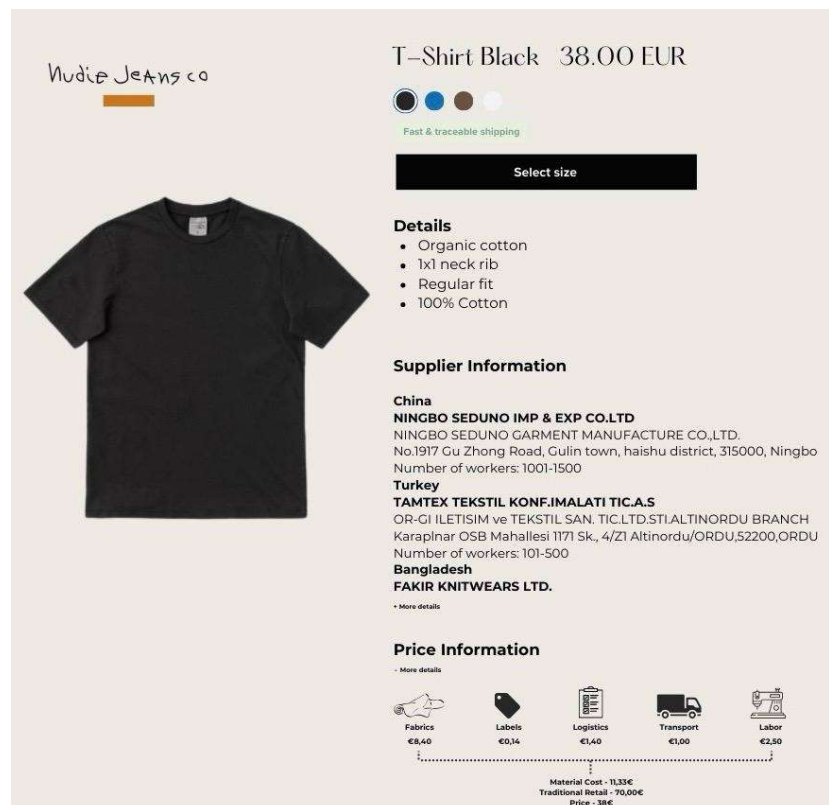 Nudie Jeans co
T-Shirt Black 38.00 EUR
Fast & traceable shipping
Select size
Details
• Organic cotton
• 1x1 neck rib
• Regular fit
• 100% Cotton
Supplier Information
China
NINGBO SEDUNO IMP & EXP CO.LTD
NINGBO SEDUNO GARMENT MANUFACTURE CO.,LTD.
No.1917 Gu Zhong Road, Gulin town, haishu district, 315000, Ningbo
Number of workers: 1001-1500
Turkey
TAMTEX TEKSTIL KONF.IMALATI TIC.A.S
OR-GI ILETISIM ve TEKSTIL SAN. TIC.LTD.STI.ALTINORDU BRANCH
Karaplnar OSB Mahallesi 1171 Sk., 4/Z1 Altinordu/ORDU,52200,ORDU
Number of workers: 101-500
Bangladesh
FAKIR KNITWEARS LTD.
+ More details
Price Information
- More details
Fabrics Labels Logistics Transport Labor
€8,40 €0,14 €1,40 €1,00 €2,50
Material Cost - 11,33€
Traditional Retail - 70,00€
Price - 38€